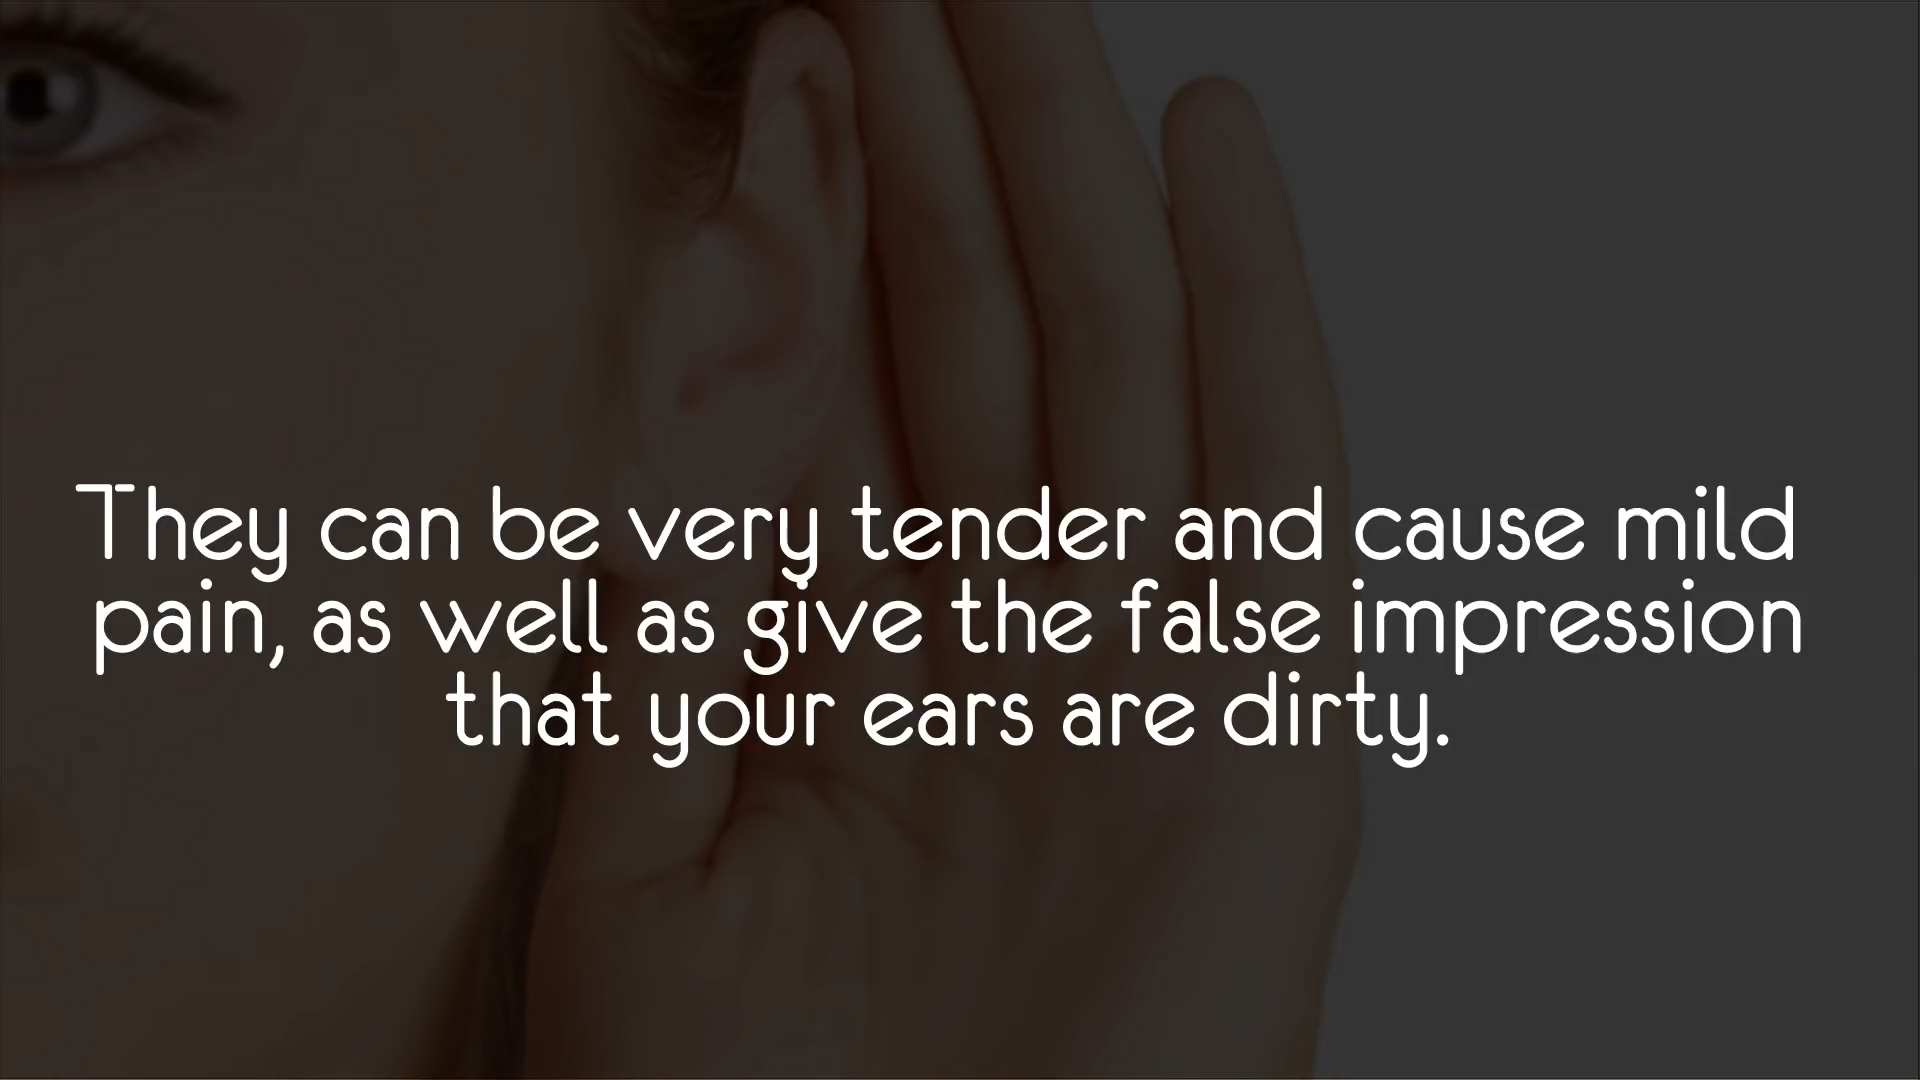 They can be very tender and cause mild
pain, as well as give the false impression
that your ears are dirty.